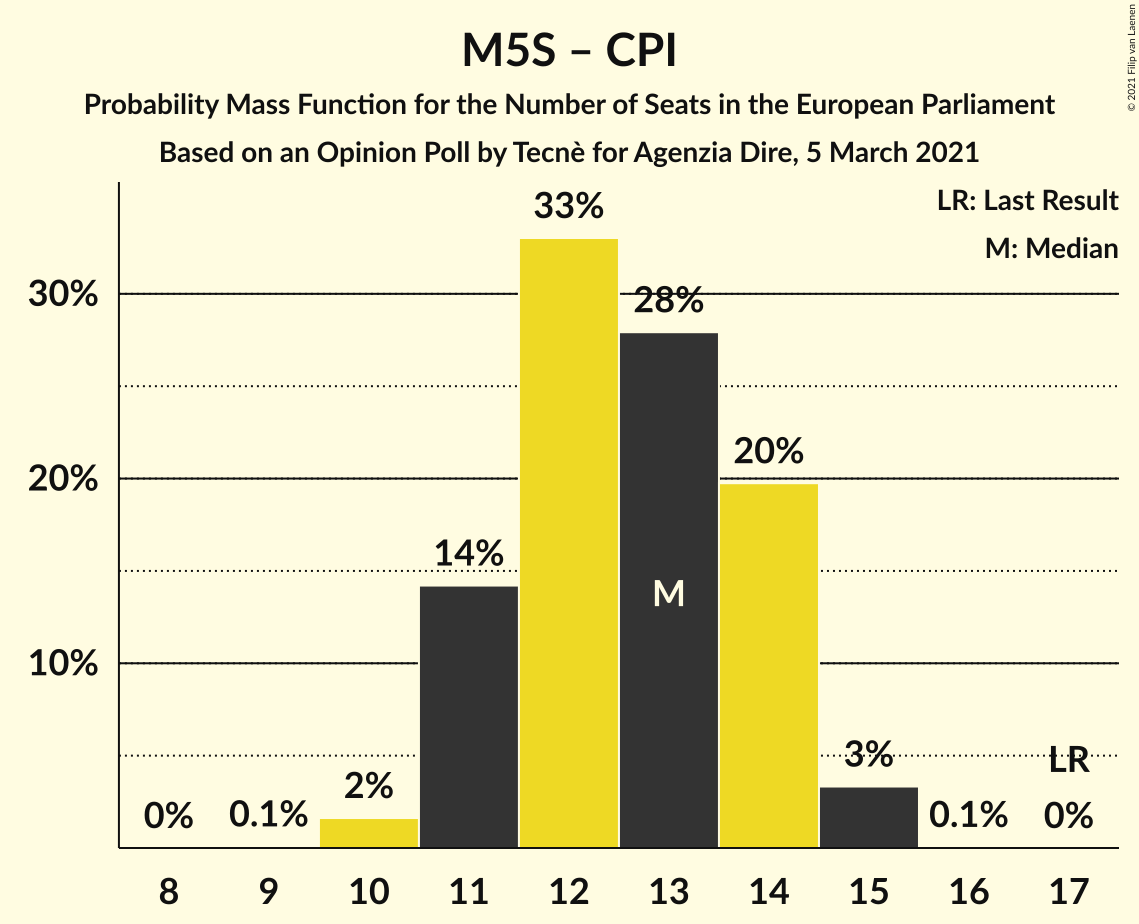 M5S – CPI
Probability Mass Function for the Number of Seats in the European Parliament
Based on an Opinion Poll by Tecnè for Agenzia Dire, 5 March 2021
© 2021 Filip van Laenen
LR: Last Result
M: Median
30%
20%
10%
0%
0.1%
2%
14%
33%
28%
M
20%
3%
0.1%
LR
0%
8 9 10 11 12 13 14 15 16 17